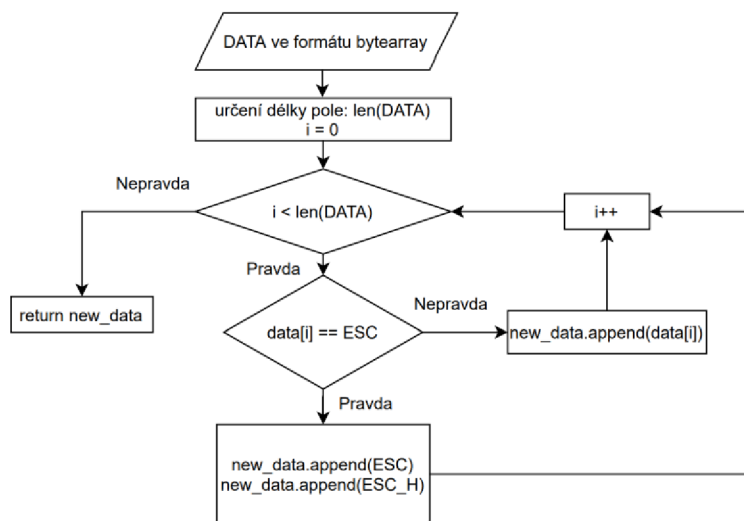 DATA ve formátu bytearray
určení délky pole: len(DATA)
i = 0
Nepravda
i < len(DATA)
i++
Pravda
Nepravda
return new_data
data[i] == ESC
new_data.append(data[i])
Pravda
new_data.append(ESC)
new_data.append(ESC_H)